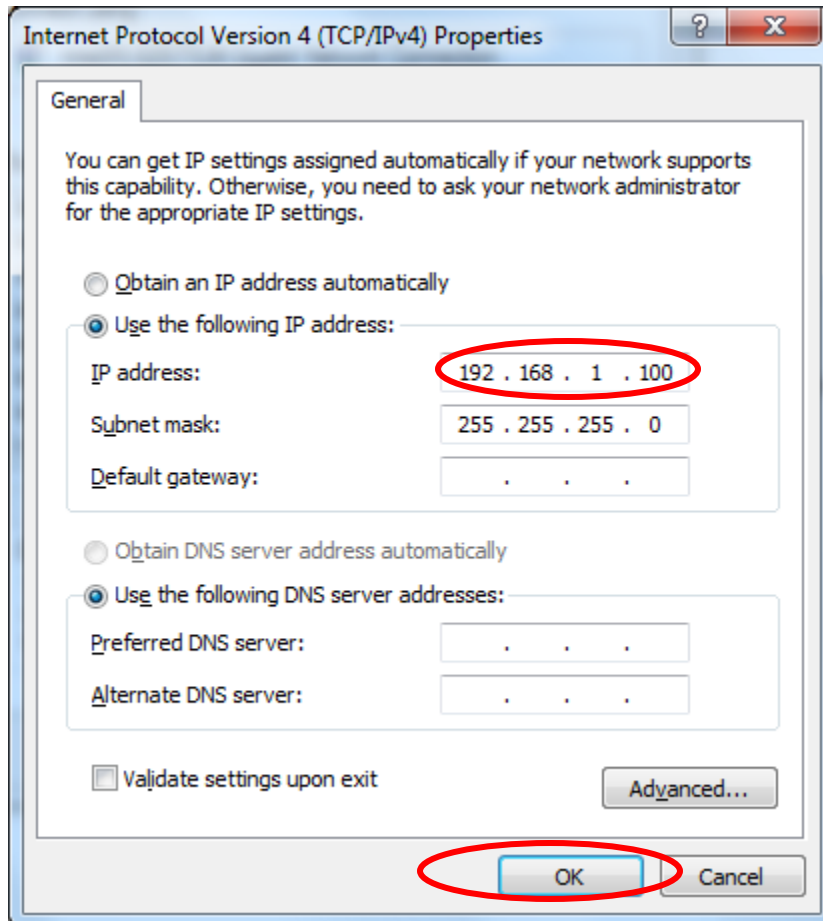 Internet Protocol Version 4 (TCP/IPv4) Properties
?
X
General
You can get IP settings assigned automatically if your network supports
this capability. Otherwise, you need to ask your network administrator
for the appropriate IP settings.
Obtain an IP address automatically
Use the following IP address:
IP address: 192 . 168 . 1 . 100
Subnet mask: 255 . 255 . 255 . 0
Default gateway: . . .
Obtain DNS server address automatically
Use the following DNS server addresses:
Preferred DNS server: . . .
Alternate DNS server: . . .
Validate settings upon exit
Advanced...
OK Cancel